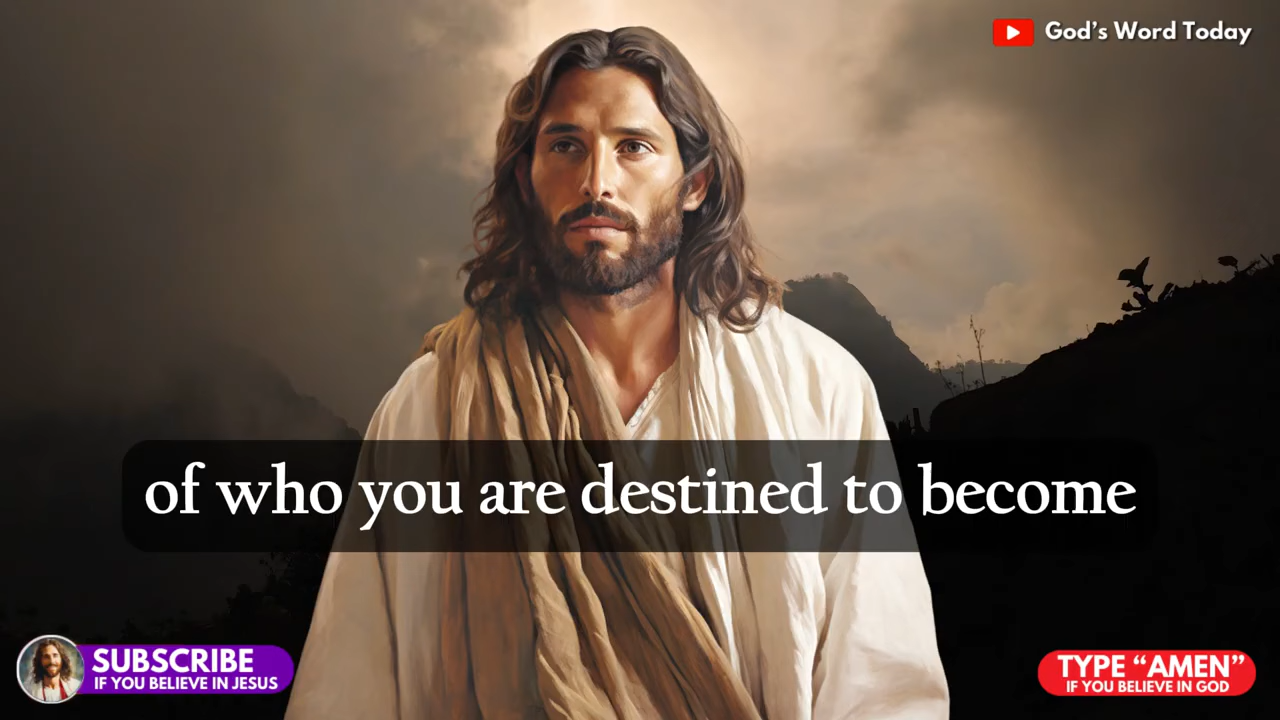 God's Word Today
of who you are destined to become
SUBSCRIBE
IF YOU BELIEVE IN JESUS
TYPE “AMEN”
IF YOU BELIEVE IN GOD